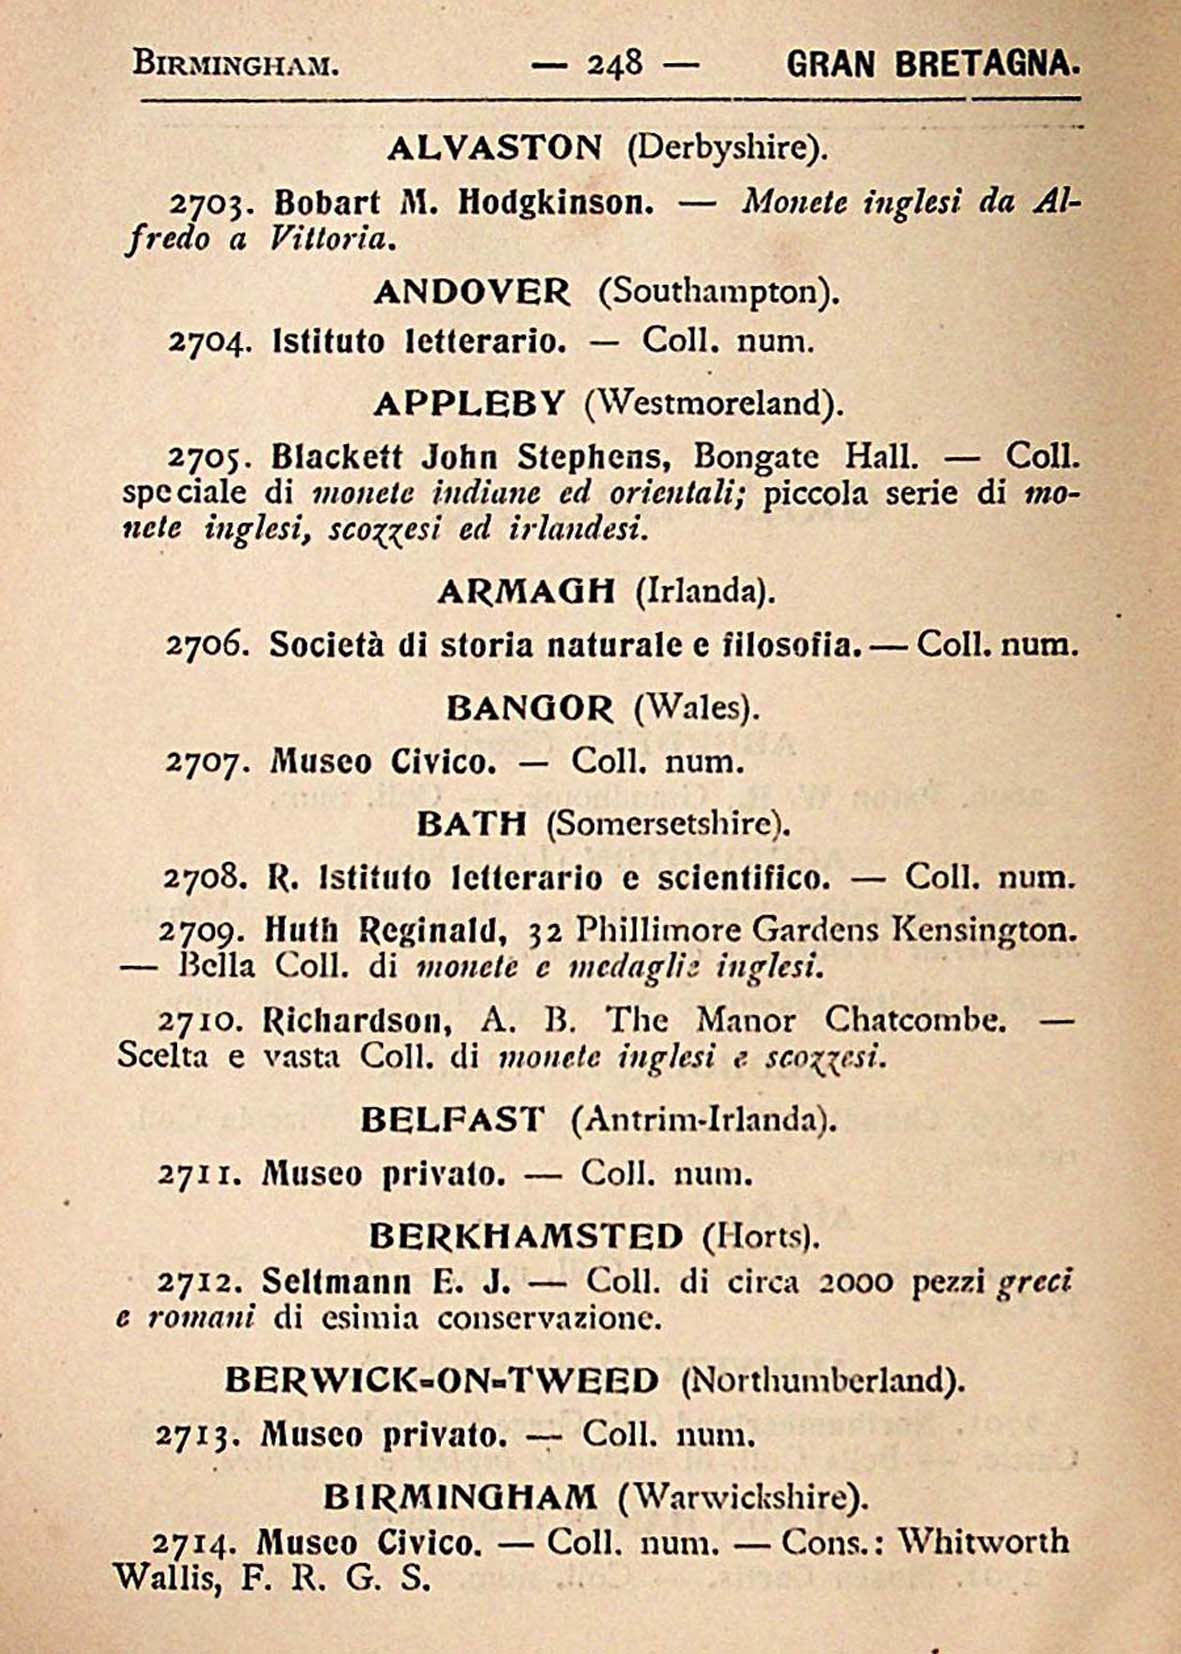 BIRMINGHAM. — 248 — GRAN BRETAGNA.
ALVASTON (Derbyshire).
2703. Bobart M. Hodgkinson. — Monete inglesi da Al-
fredo a Vittoria.
ANDOVER (Southampton).
2704. Istituto letterario. — Coll. num.
APPLEBY (Westmoreland).
2705. Blackett John Stephens, Bongate Hall. — Coll.
speciale di monete indiane ed orientali; piccola serie di mo-
nete inglesi, scozzesi ed irlandesi.
ARMAGH (Irlanda).
2706. Società di storia naturale e filosofia. — Coll. num.
BANGOR (Wales).
2707. Museo Civico. — Coll. num.
BATH (Somersetshire).
2708. R. Istituto letterario e scientifico. — Coll. num.
2709. Huth Reginald, 32 Phillimore Gardens Kensington.
— Bella Coll. di monete e medaglie inglesi.
2710. Richardson, A. B. The Manor Chatcombe. —
Scelta e vasta Coll. di monete inglesi e scozzesi.
BELFAST (Antrim-Irlanda).
2711. Museo privato. — Coll. num.
BERKHAMSTED (Horts).
2712. Seltmann E. J. — Coll. di circa 2000 pezzi greci
e romani di esimia conservazione.
BERWICK-ON-TWEED (Northumberland).
2713. Museo privato. — Coll. num.
BIRMINGHAM (Warwickshire).
2714. Museo Civico. — Coll. num. — Cons.: Whitworth
Wallis, F. R. G. S.